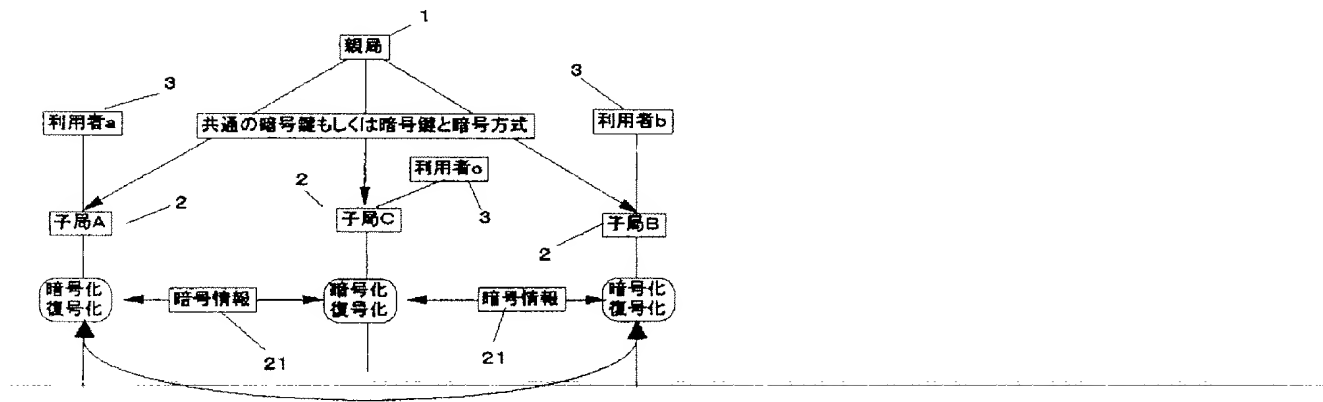 1
親局
3
3
利用者a
共通の暗号鍵もしくは暗号鍵と暗号方式
利用者b
利用者c
2
2
3
子局A
子局C
子局B
2
暗号化
復号化
暗号情報
暗号化
復号化
暗号情報
暗号化
復号化
21
21